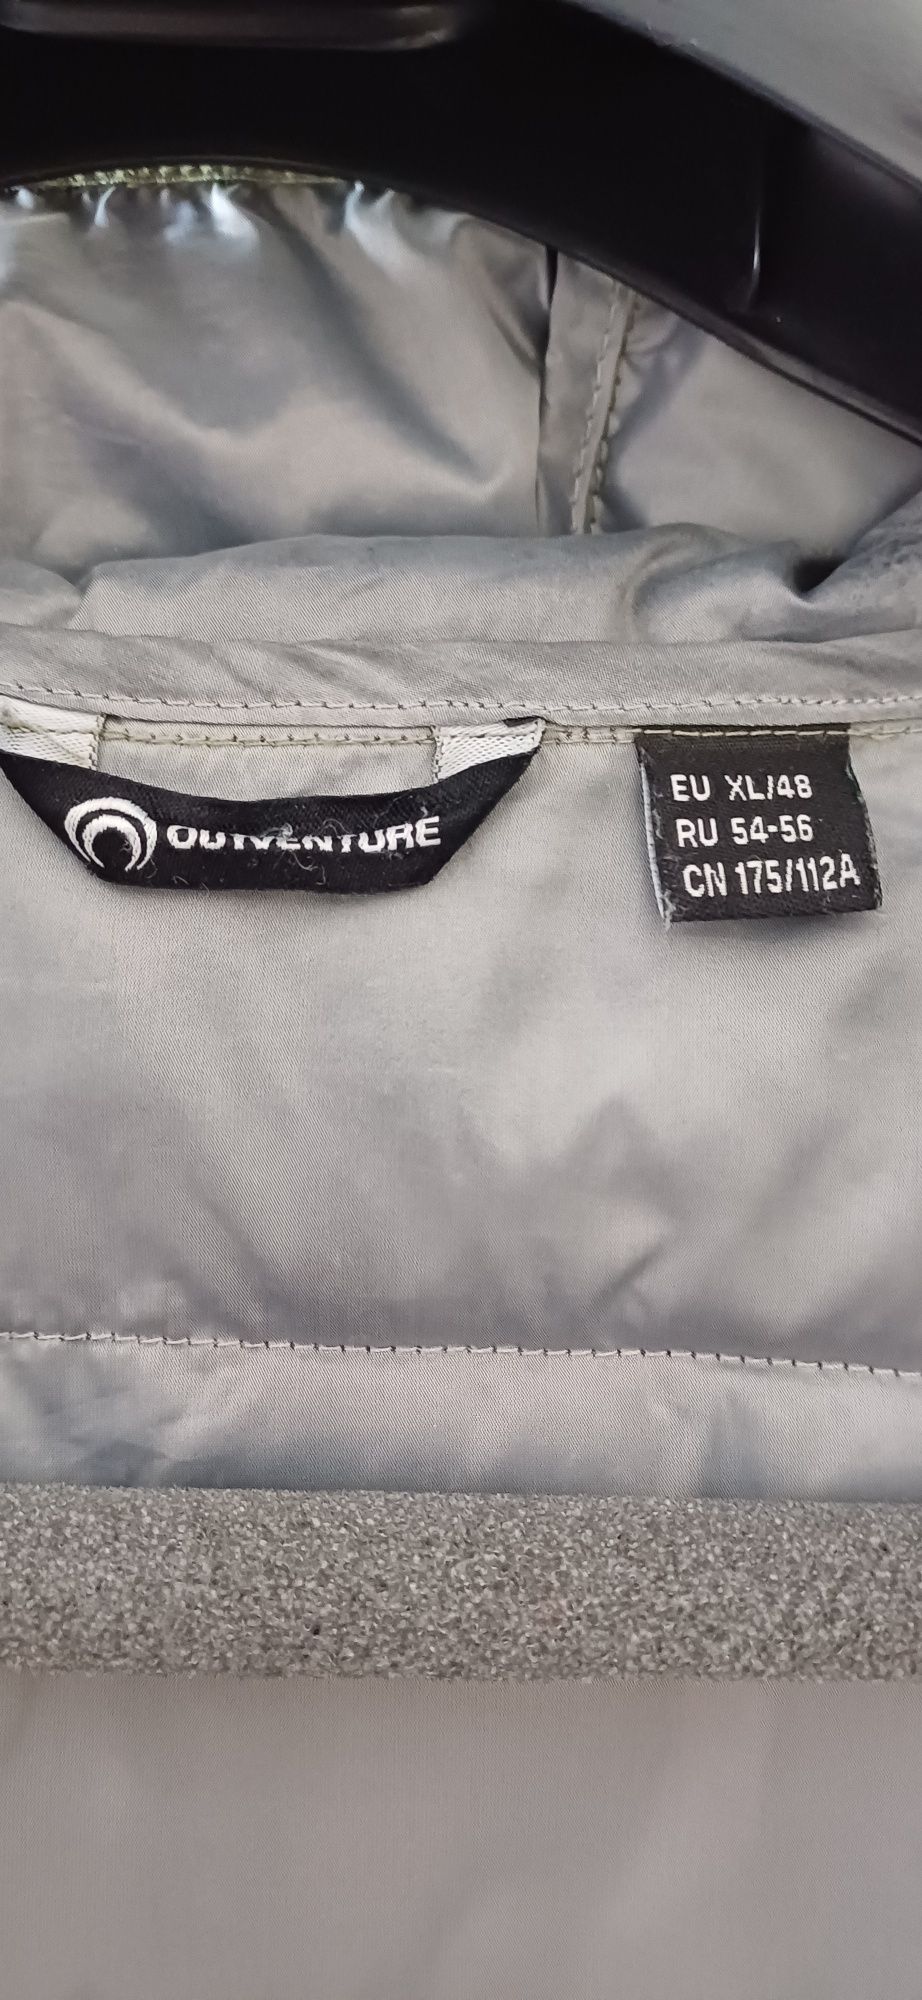 OUTVENTURE
EU XL/48
RU 54-56
CN 175/112A